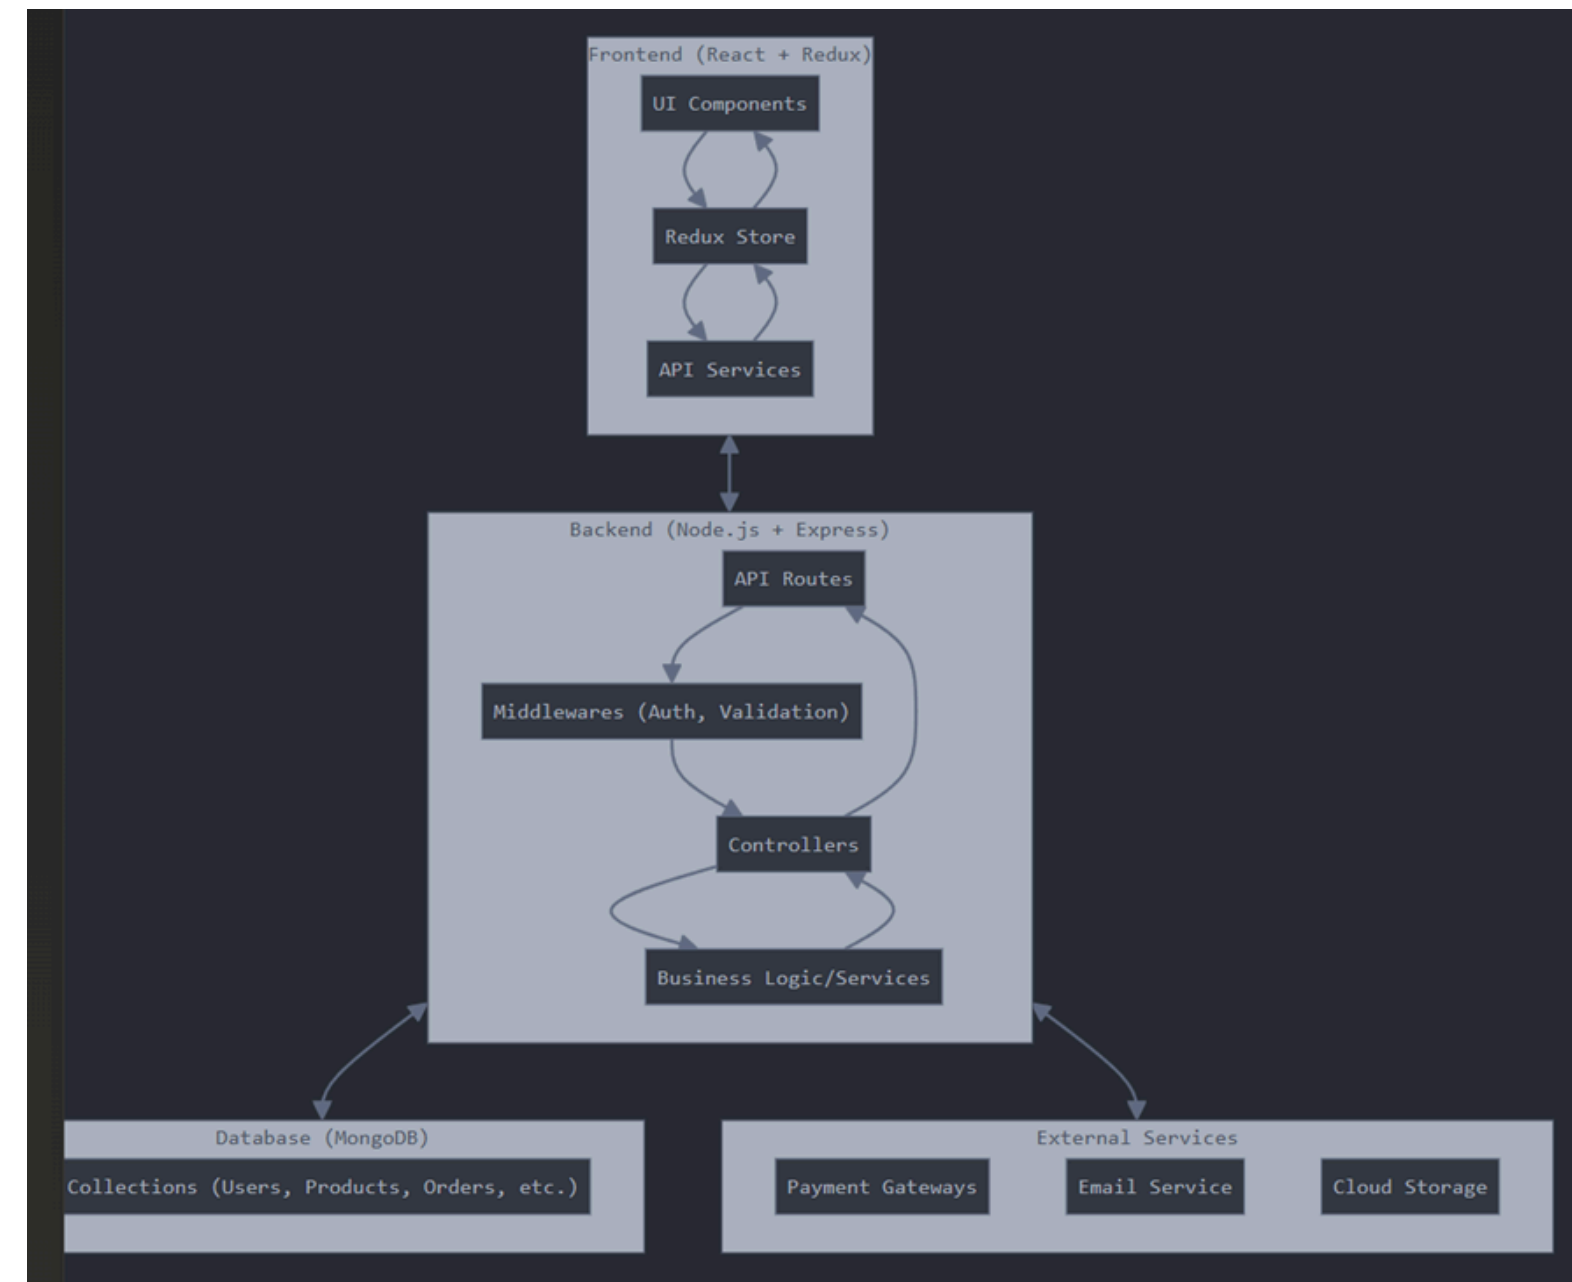 Frontend (React + Redux)
UI Components
Redux Store
API Services
Backend (Node.js + Express)
API Routes
Middlewares (Auth, Validation)
Controllers
Business Logic/Services
Database (MongoDB)
Collections (Users, Products, Orders, etc.)
External Services
Payment Gateways
Email Service
Cloud Storage